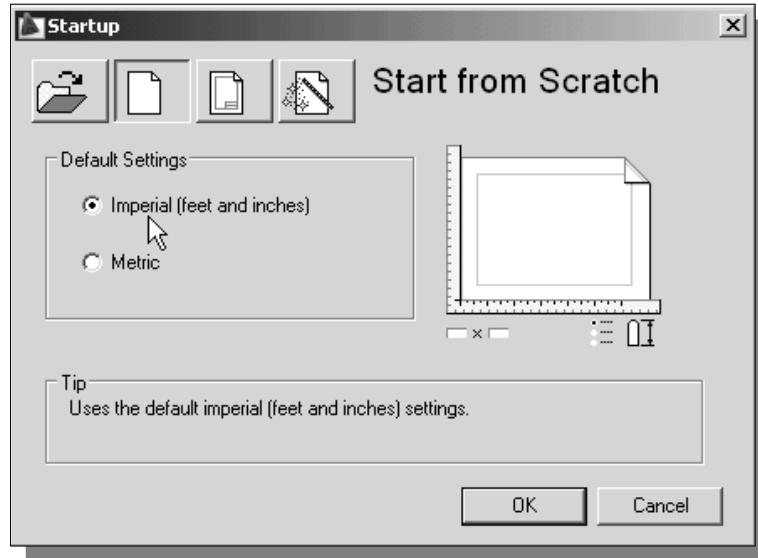 Startup
Start from Scratch
Default Settings
Imperial (feet and inches)
Metric
Tip
Uses the default imperial (feet and inches) settings.
OK
Cancel